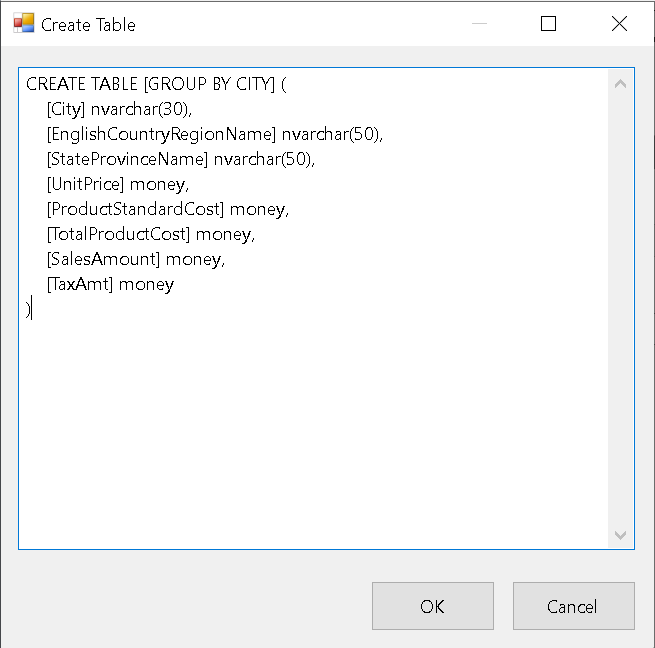 Create Table
CREATE TABLE [GROUP BY CITY] (
    [City] nvarchar(30),
    [EnglishCountryRegionName] nvarchar(50),
    [StateProvinceName] nvarchar(50),
    [UnitPrice] money,
    [ProductStandardCost] money,
    [TotalProductCost] money,
    [SalesAmount] money,
    [TaxAmt] money
)
OK
Cancel